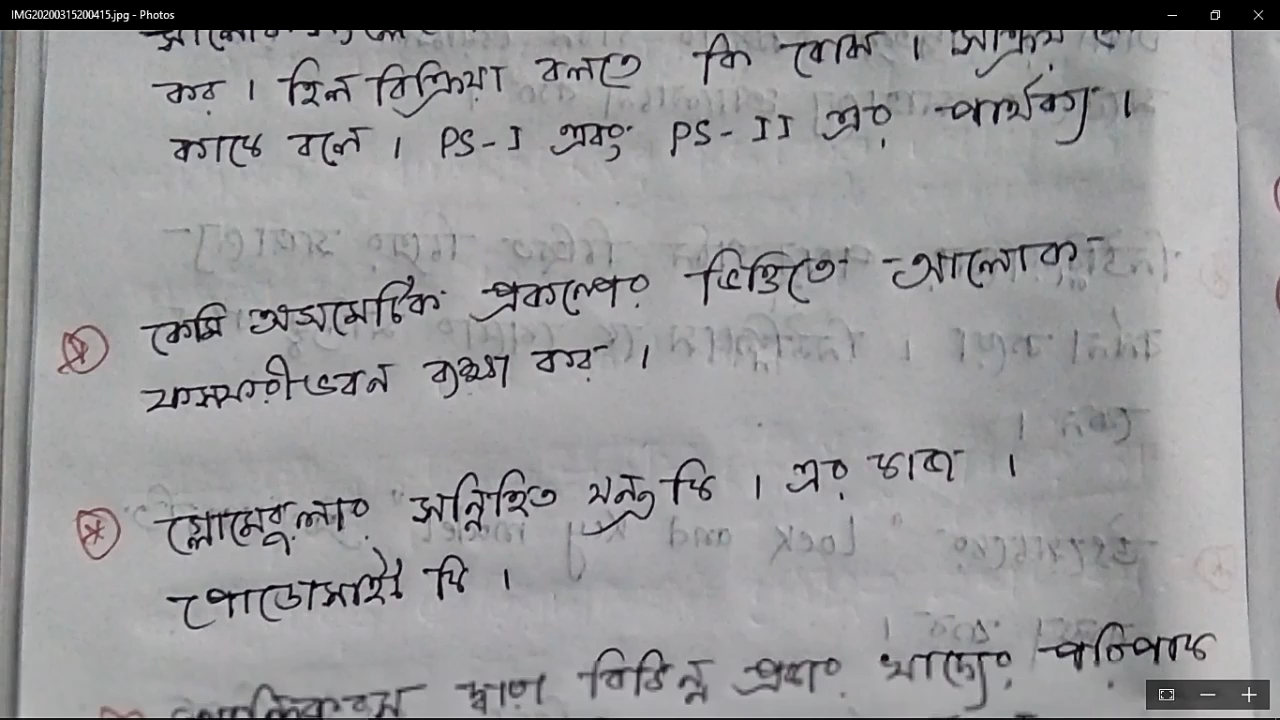 IMG20200315200415.jpg - Photos
কর । হিল বিক্রিয়া বলতে কি বোঝ । সক্রিয়
কাকে বলে । PS-I এবং PS-II এর পার্থক্য ।
কেমি অসমোটিক প্রকল্পের ভিত্তিতে আলোক
ফসফরীভবন ব্যাখ্যা কর ।
গ্লোমেরুলার সন্নিহিত যন্ত্র কি । এর কাজ ।
পোডোসাইট কি ।
দ্বারা বিভিন্ন প্রকার খাদ্যের পরিপাক